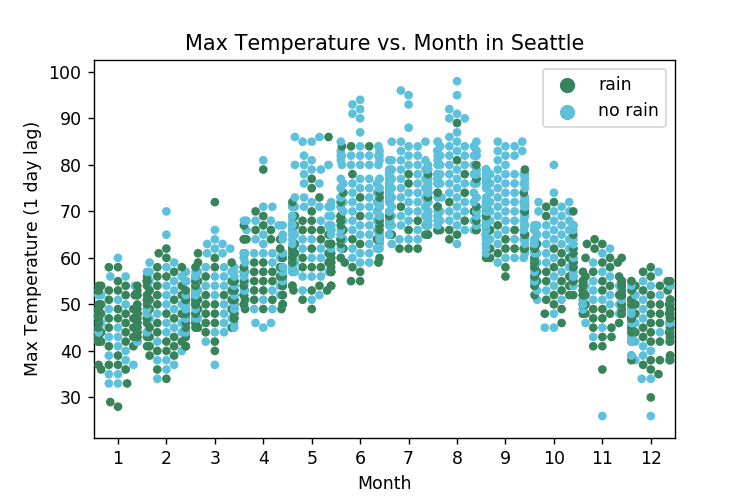 Max Temperature vs. Month in Seattle
rain
no rain
Max Temperature (1 day lag)
100
90
80
70
60
50
40
30
1 2 3 4 5 6 7 8 9 10 11 12
Month